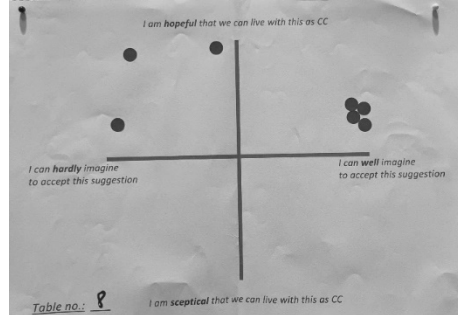 I am hopeful that we can live with this as CC
I can hardly imagine
to accept this suggestion
I can well imagine
to accept this suggestion
Table no.: 8
I am sceptical that we can live with this as CC